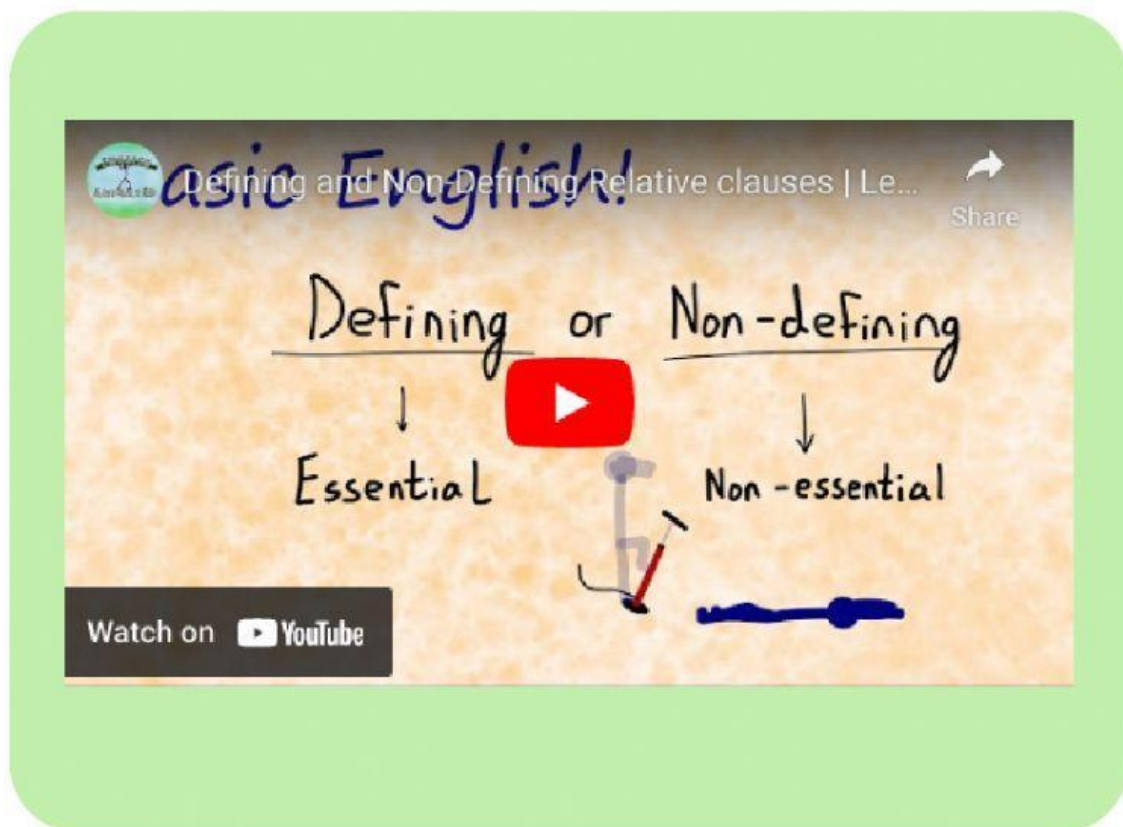 asic English!
Defining and Non-Defining Relative clauses | Le...
Share
Defining or Non-defining
Essential Non-essential
Watch on YouTube